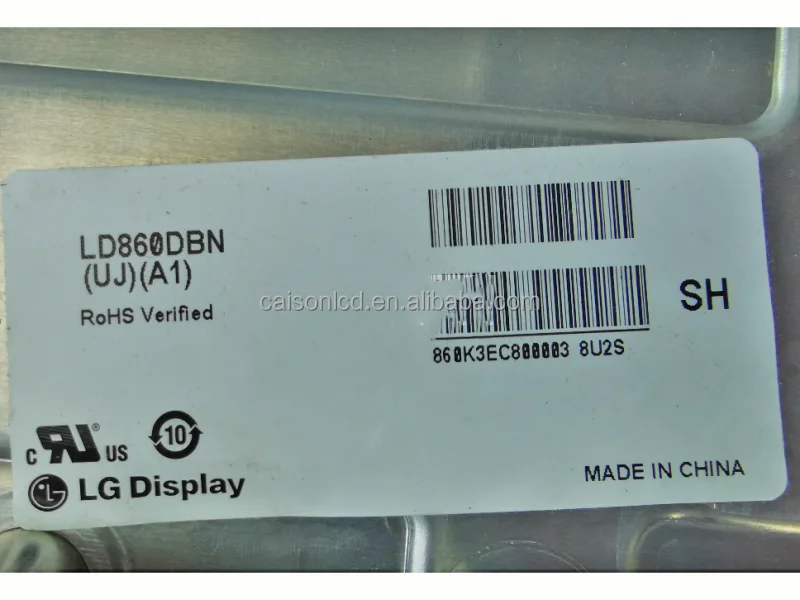 LD860DBN
(UJ)(A1)
RoHS Verified
SH
860K3EC800003 8U2S
caisonlcd.en.alibaba.com
c RU® US
10
LG Display
MADE IN CHINA